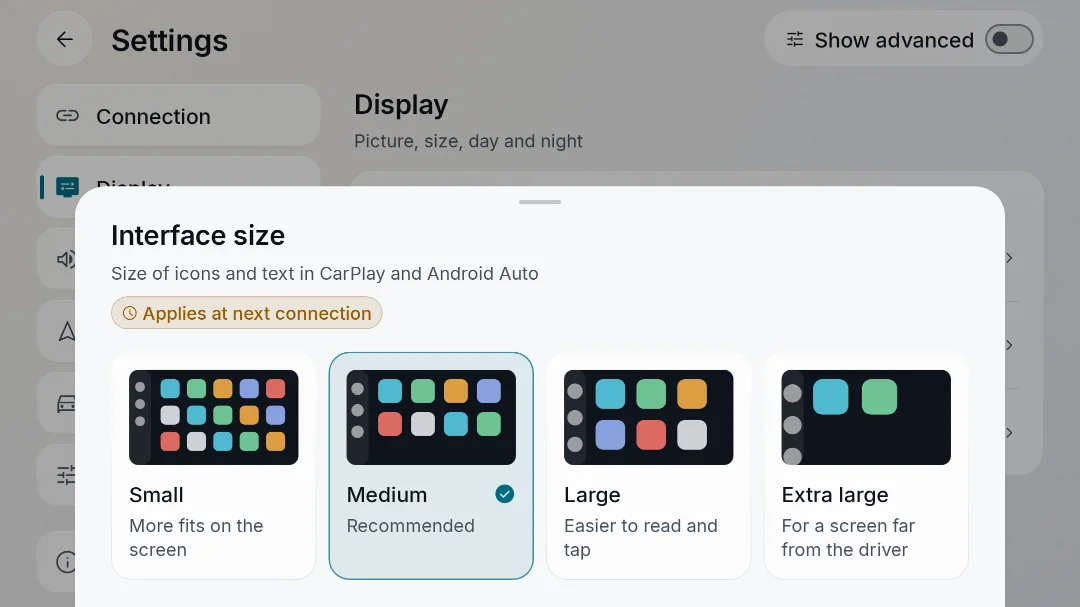 Settings
Show advanced
Connection
Display
Picture, size, day and night
Display
Interface size
Size of icons and text in CarPlay and Android Auto
Applies at next connection
Small
More fits on the
screen
Medium
Recommended
Large
Easier to read and
tap
Extra large
For a screen far
from the driver